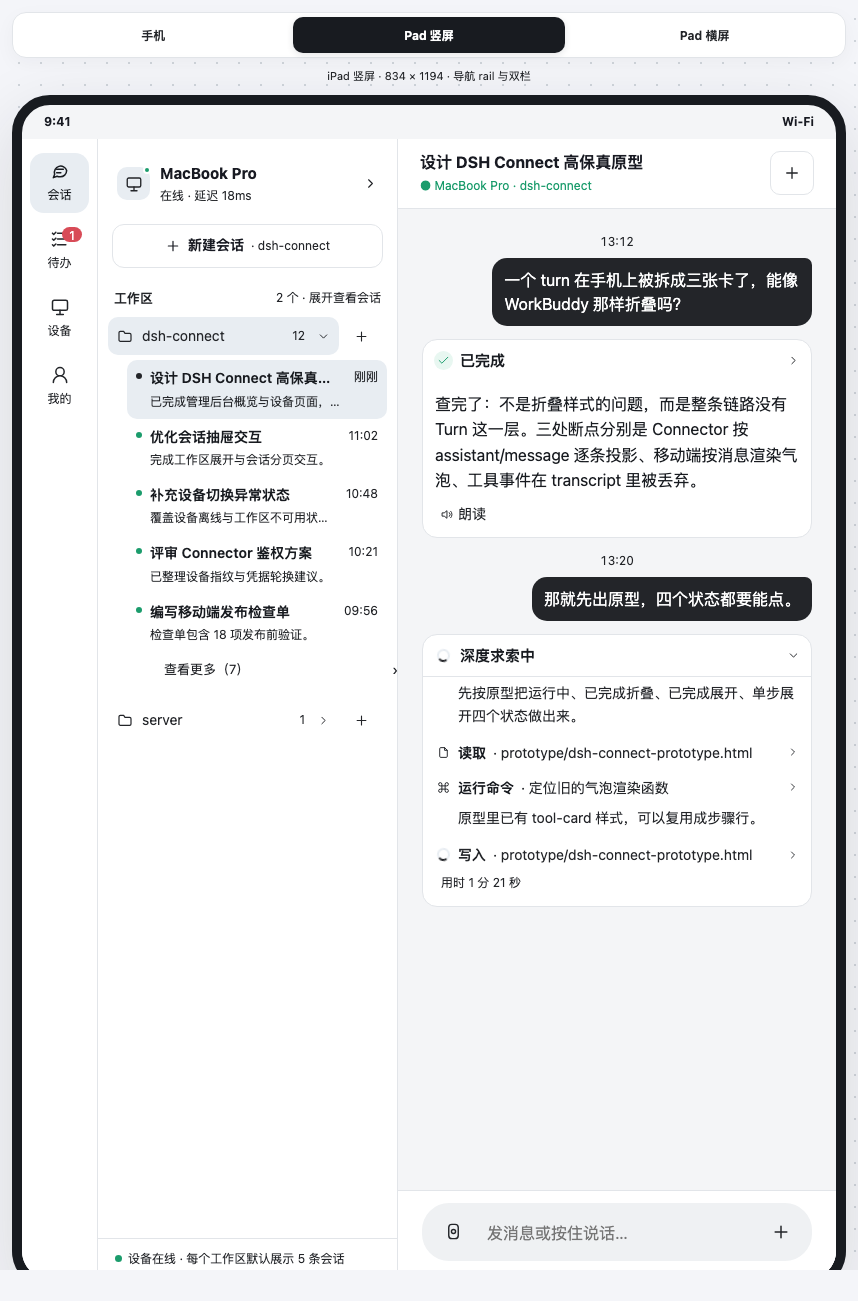 手机
Pad 竖屏
Pad 横屏
iPad 竖屏 · 834 × 1194 · 导航 rail 与双栏
9:41
Wi-Fi
会话
1
待办
设备
我的
MacBook Pro
在线 · 延迟 18ms
新建会话 · dsh-connect
工作区
2 个 · 展开查看会话
dsh-connect
12
设计 DSH Connect 高保真...
刚刚
已完成管理后台概览与设备页面，...
优化会话抽屉交互
11:02
完成工作区展开与会话分页交互。
补充设备切换异常状态
10:48
覆盖设备离线与工作区不可用状...
评审 Connector 鉴权方案
10:21
已整理设备指纹与凭据轮换建议。
编写移动端发布检查单
09:56
检查单包含 18 项发布前验证。
查看更多（7）
server
1
设备在线 · 每个工作区默认展示 5 条会话
设计 DSH Connect 高保真原型
MacBook Pro · dsh-connect
13:12
一个 turn 在手机上被拆成三张卡了，能像
WorkBuddy 那样折叠吗？
已完成
查完了：不是折叠样式的问题，而是整条链路没有
Turn 这一层。三处断点分别是 Connector 按
assistant/message 逐条投影、移动端按消息渲染气
泡、工具事件在 transcript 里被丢弃。
朗读
13:20
那就先出原型，四个状态都要能点。
深度求索中
先按原型把运行中、已完成折叠、已完成展开、单步展
开四个状态做出来。
读取 · prototype/dsh-connect-prototype.html
运行命令 · 定位旧的气泡渲染函数
原型里已有 tool-card 样式，可以复用成步骤行。
写入 · prototype/dsh-connect-prototype.html
用时 1 分 21 秒
发消息或按住说话...